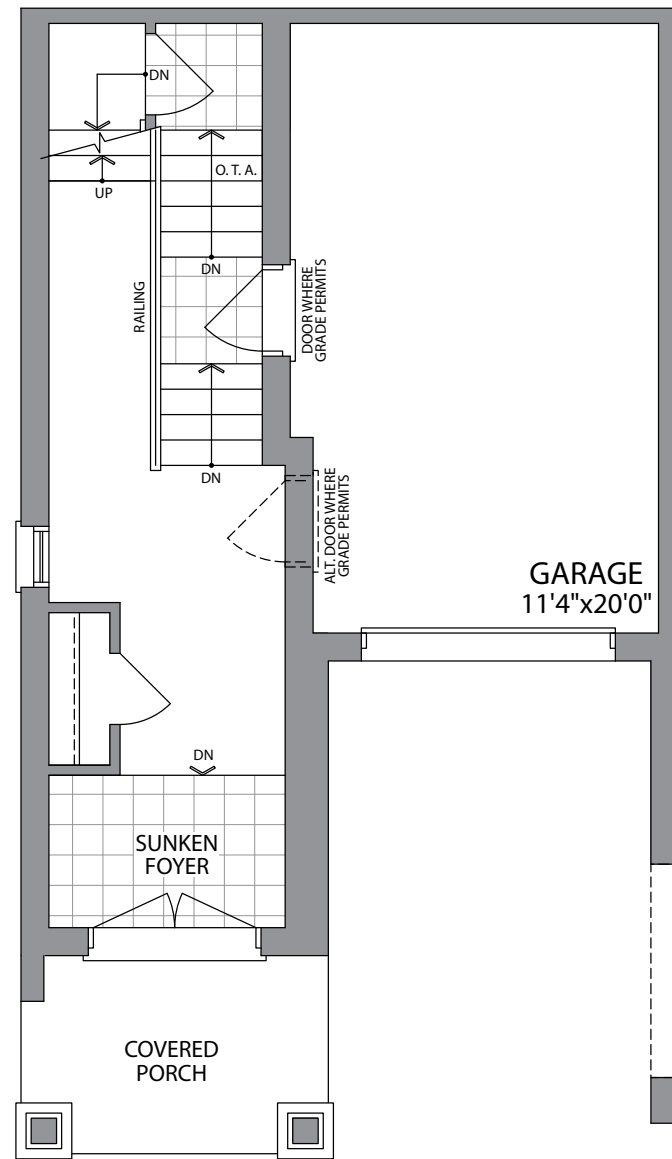 DN
O. T. A.
UP
DN
RAILING
DOOR WHERE
GRADE PERMITS
DN
ALT. DOOR WHERE
GRADE PERMITS
GARAGE
11'4"x20'0"
DN
SUNKEN
FOYER
COVERED
PORCH